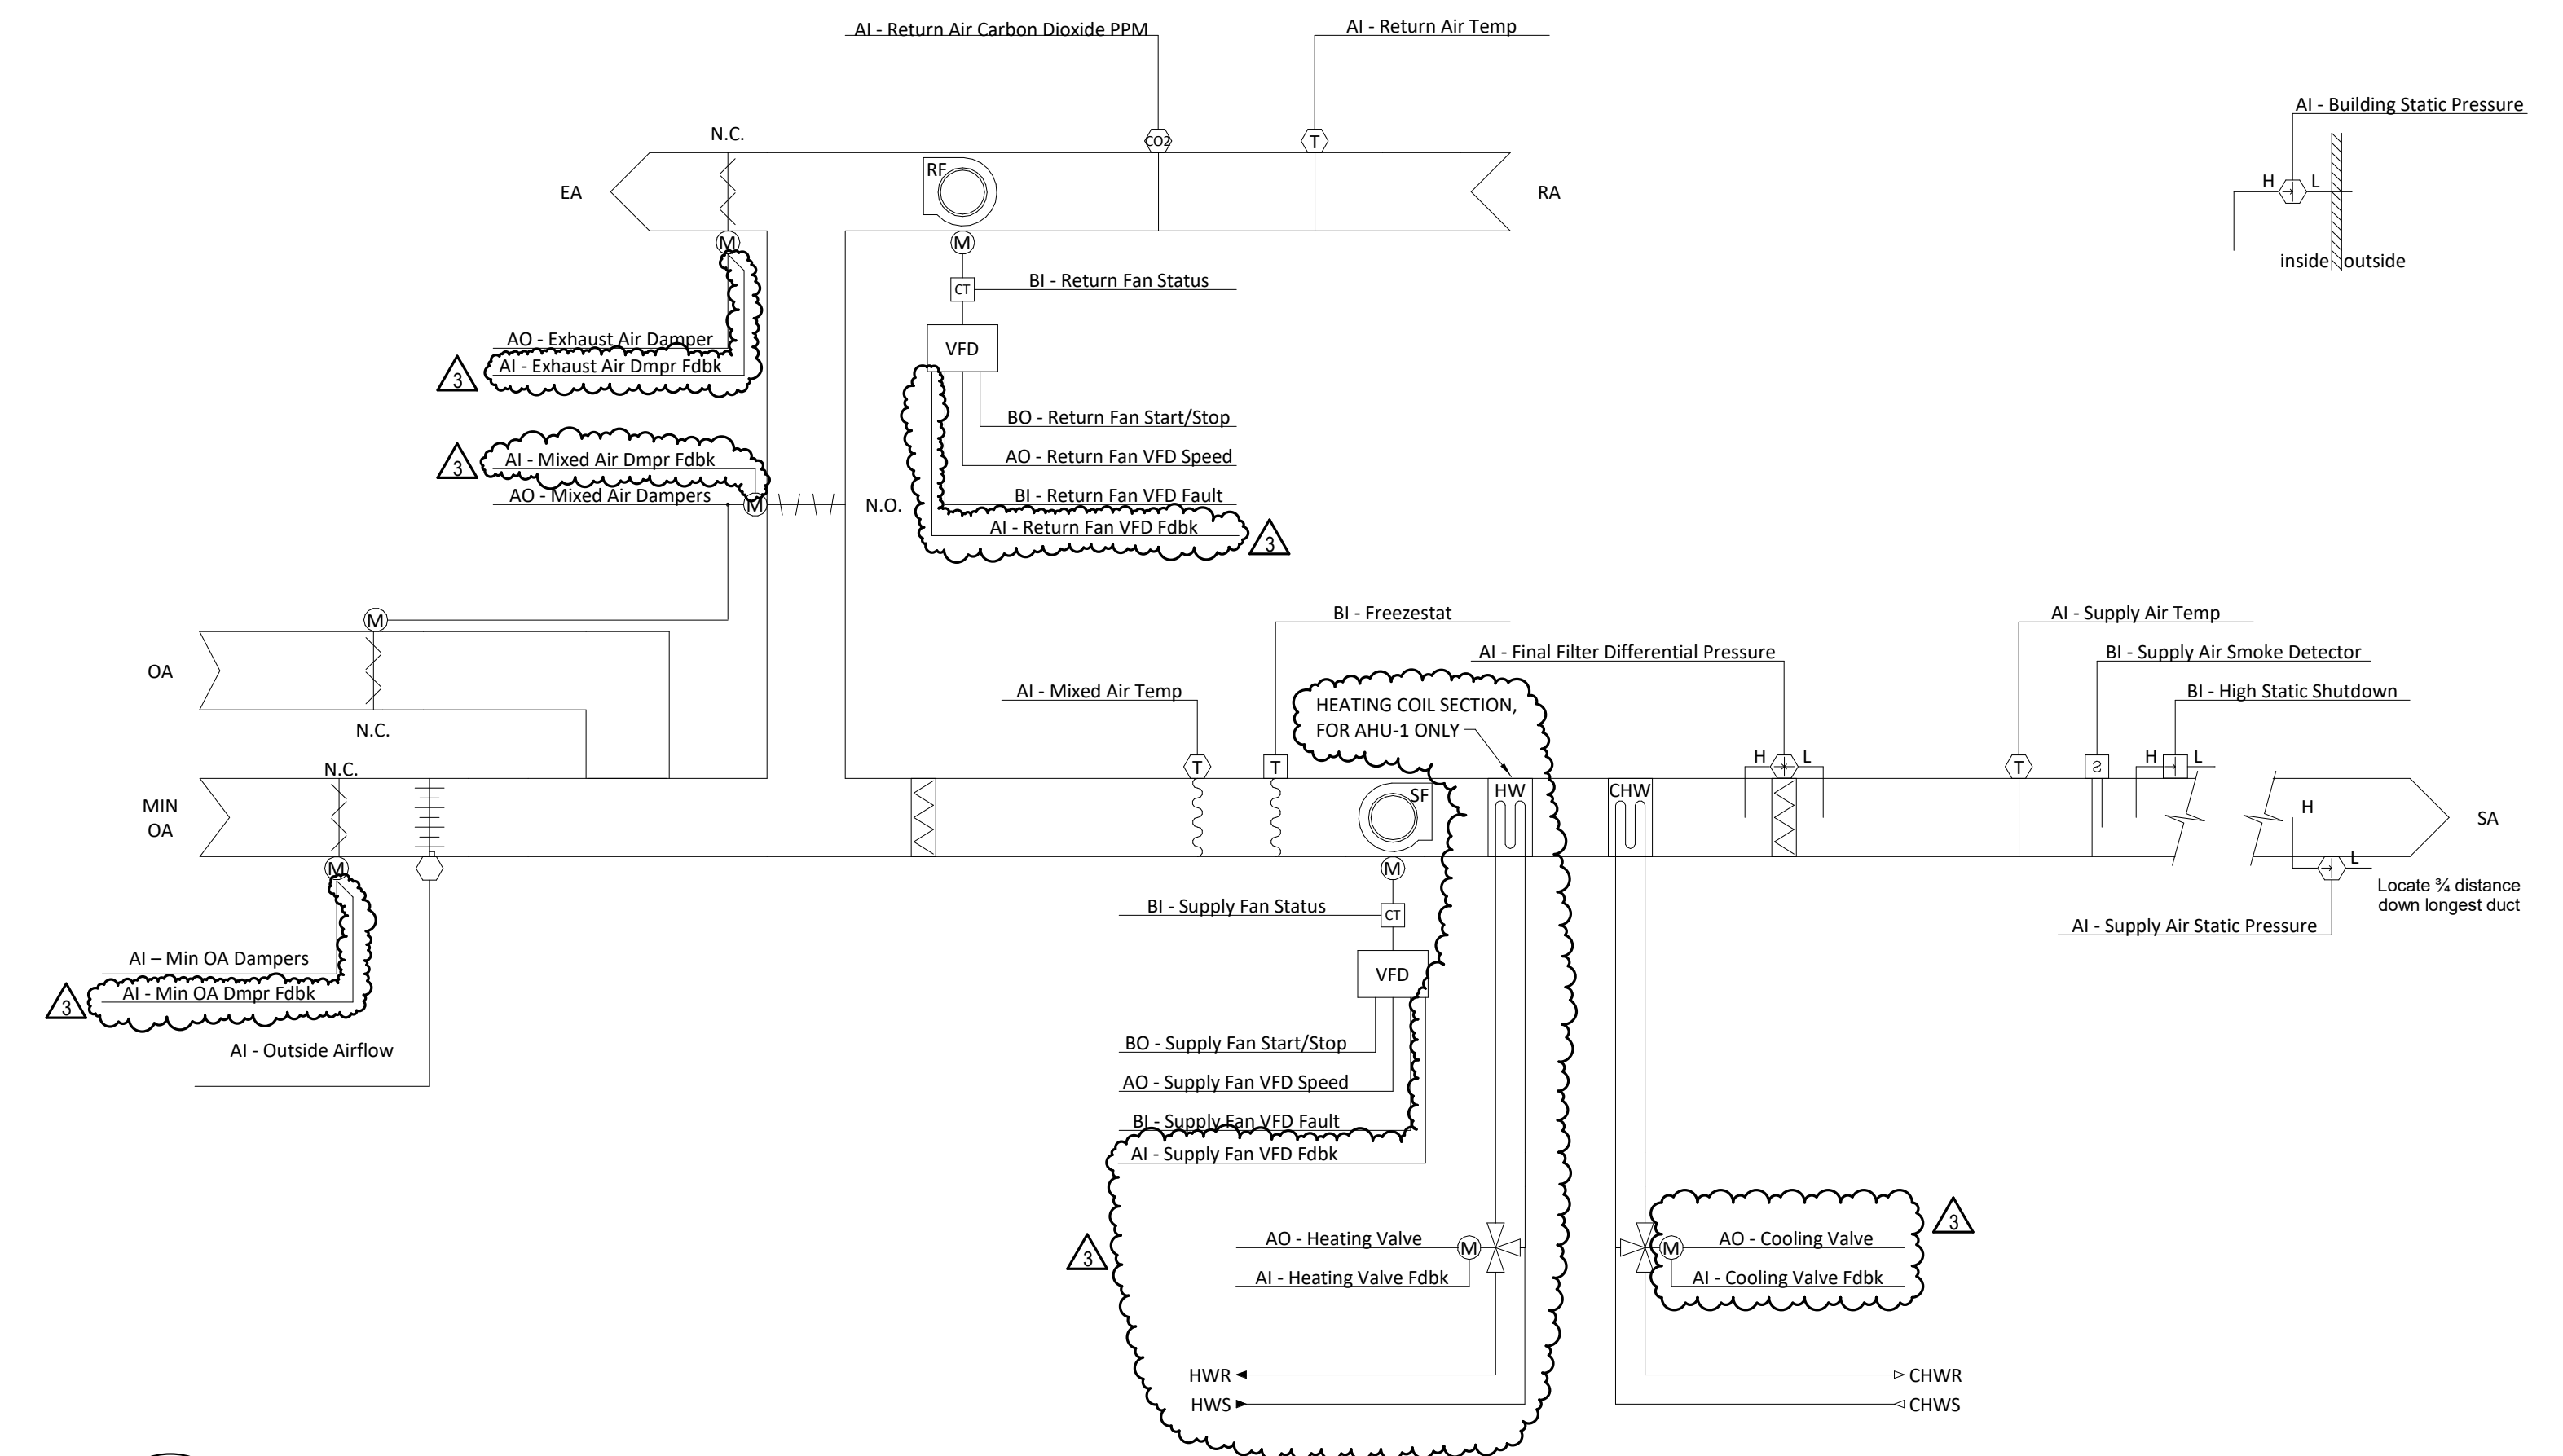 AI - Return Air Carbon Dioxide PPM
AI - Return Air Temp
AI - Building Static Pressure
N.C.
CO2
T
RF
EA
RA
H
L
M
M
inside
outside
BI - Return Fan Status
CT
AO - Exhaust Air Damper
AI - Exhaust Air Dmpr Fdbk
3
VFD
BO - Return Fan Start/Stop
AI - Mixed Air Dmpr Fdbk
3
AO - Return Fan VFD Speed
AO - Mixed Air Dampers
M
N.O.
BI - Return Fan VFD Fault
AI - Return Fan VFD Fdbk
3
M
OA
N.C.
BI - Freezestat
AI - Supply Air Temp
AI - Final Filter Differential Pressure
BI - Supply Air Smoke Detector
AI - Mixed Air Temp
BI - High Static Shutdown
HEATING COIL SECTION,
FOR AHU-1 ONLY
N.C.
T
T
H
L
T
S
H
L
MIN
OA
SF
HW
CHW
H
SA
M
M
L
Locate ¾ distance
down longest duct
BI - Supply Fan Status
CT
AI - Supply Air Static Pressure
AI – Min OA Dampers
AI - Min OA Dmpr Fdbk
3
VFD
AI - Outside Airflow
BO - Supply Fan Start/Stop
AO - Supply Fan VFD Speed
BI - Supply Fan VFD Fault
AI - Supply Fan VFD Fdbk
3
AO - Heating Valve
M
M
AO - Cooling Valve
3
AI - Heating Valve Fdbk
AI - Cooling Valve Fdbk
HWR
CHWR
HWS
CHWS